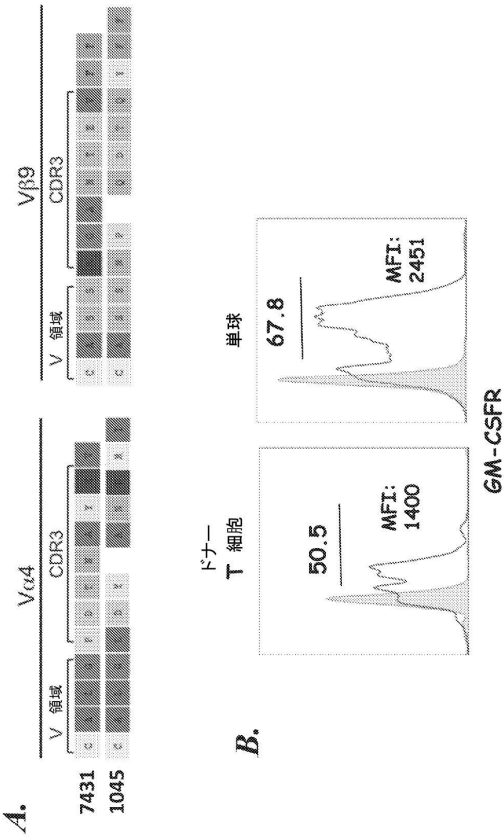 A.
Vα4 Vβ9
V 領域 CDR3 V 領域 CDR3
7431 C A D T Y C S S A N T E
1045 C A D Y C S S P Q D T Q Y
B.
ドナー
T 細胞 単球
50.5 67.8
MFI:
1400
MFI:
2451
GM-CSFR